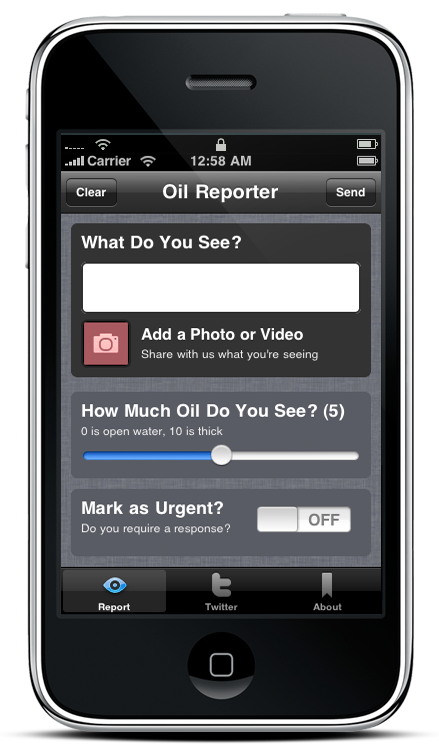 Carrier 12:58 AM
Clear Oil Reporter Send
What Do You See?
Add a Photo or Video
Share with us what you're seeing
How Much Oil Do You See? (5)
0 is open water, 10 is thick
Mark as Urgent?
Do you require a response?
OFF
Report Twitter About